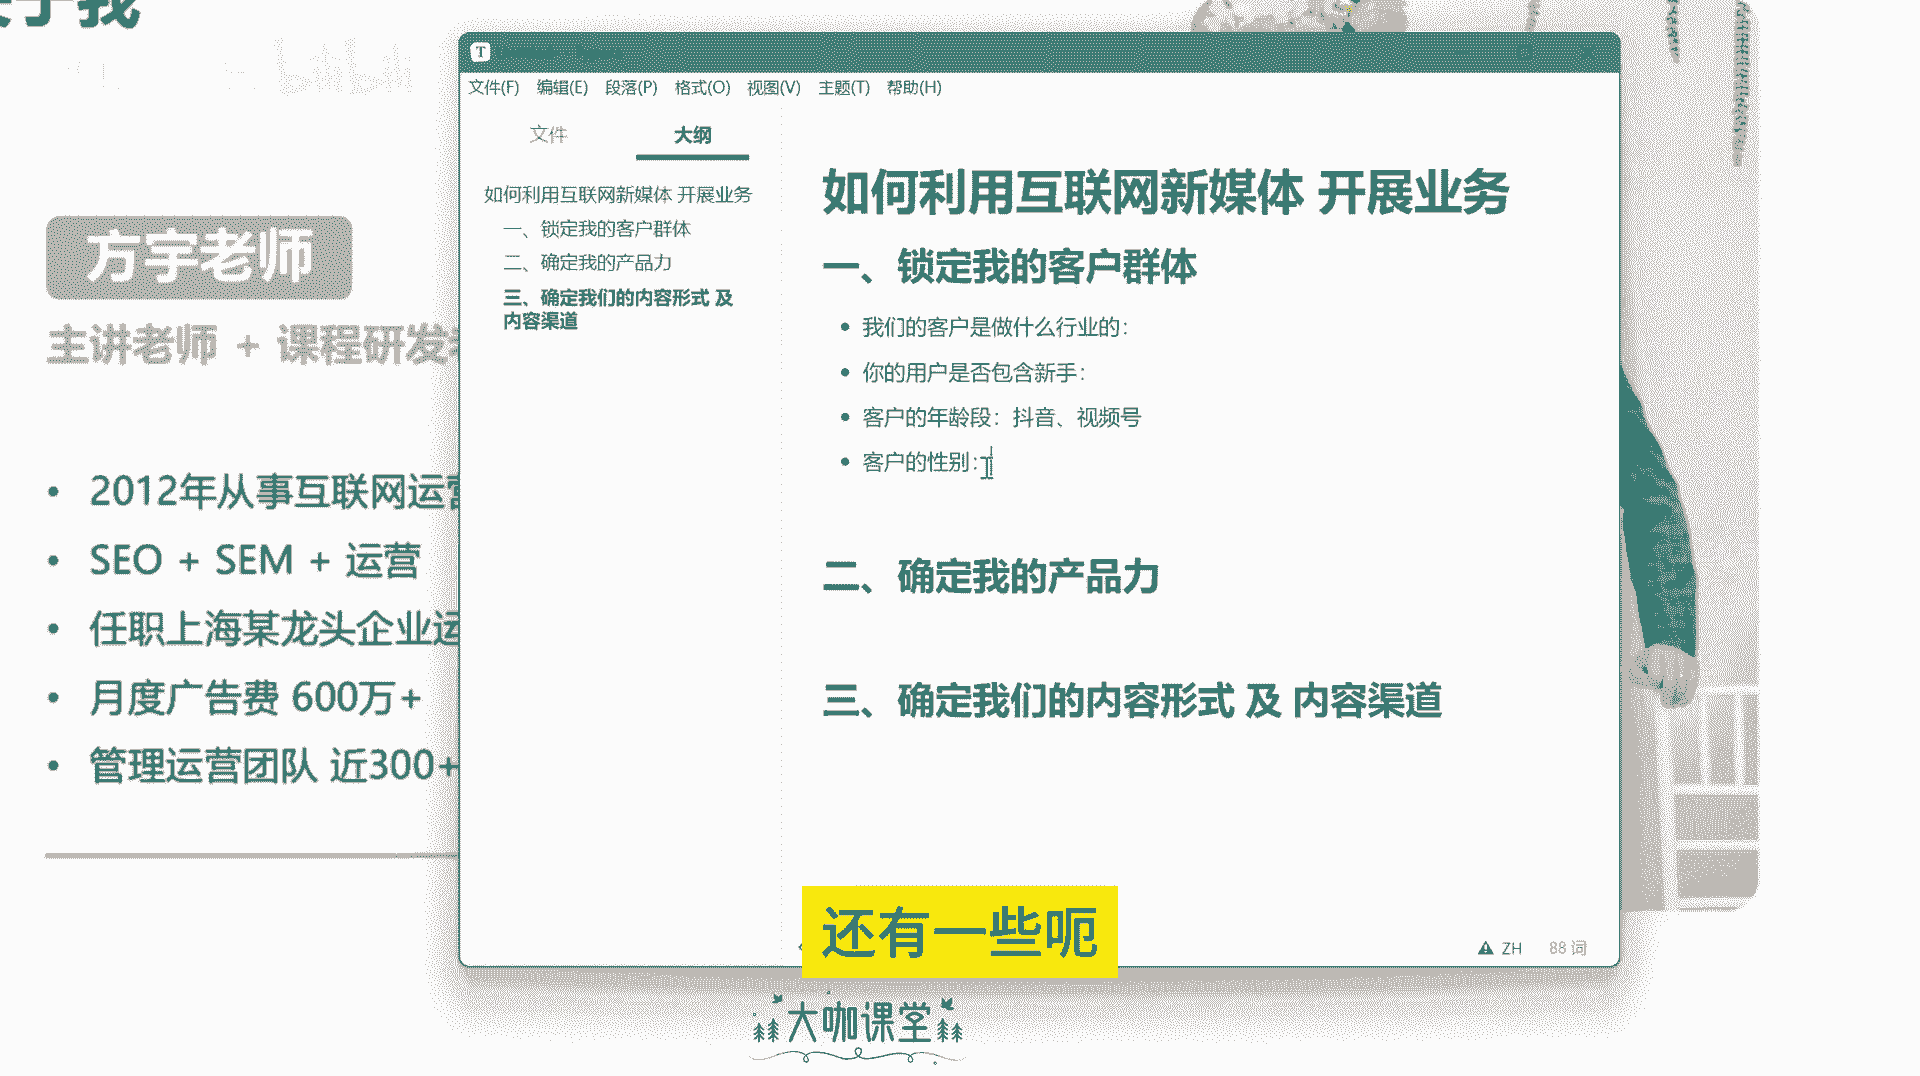 方宇老师
主讲老师 + 课程研发
2012年从事互联网运营
SEO + SEM + 运营
任职上海某龙头企业运
月度广告费 600万+
管理运营团队 近300+
T
文件(F) 编辑(E) 段落(P) 格式(O) 视图(V) 主题(T) 帮助(H)
文件 大纲
如何利用互联网新媒体 开展业务
一、锁定我的客户群体
二、确定我的产品力
三、确定我们的内容形式 及
内容渠道
如何利用互联网新媒体 开展业务
一、锁定我的客户群体
我们的客户是做什么行业的：
你的用户是否包含新手：
客户的年龄段：抖音、视频号
客户的性别：
二、确定我的产品力
三、确定我们的内容形式 及 内容渠道
ZH 88 词
还有一些呃
大咖课堂
bilibili